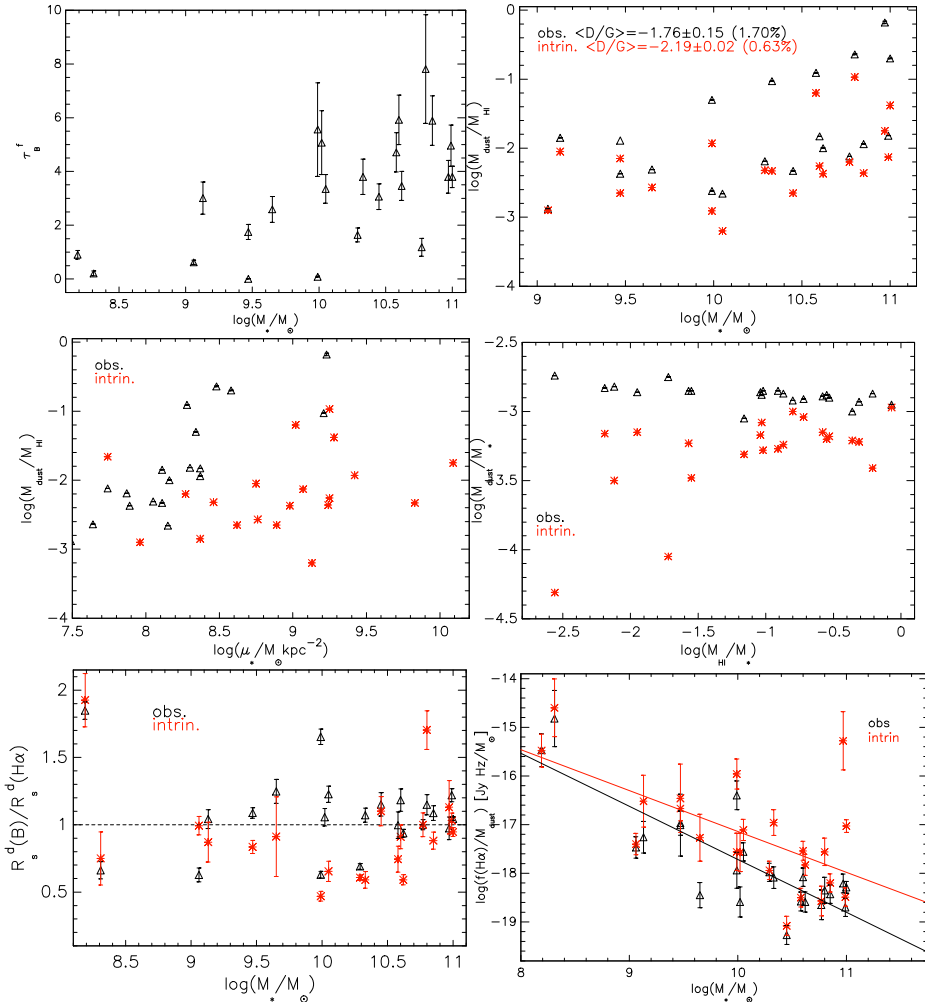 10
8
6
4
2
0
τ_B^f
8.5 9 9.5 10 10.5 11
log(M_*/M_⊙)
obs. <D/G>=−1.76±0.15 (1.70%)
intrin. <D/G>=−2.19±0.02 (0.63%)
0
−1
−2
−3
−4
log(M_dust/M_HI)
9 9.5 10 10.5 11
log(M_*/M_⊙)
obs.
intrin.
0
−1
−2
−3
−4
log(M_dust/M_HI)
7.5 8 8.5 9 9.5 10
log(μ_*/M_⊙ kpc⁻²)
obs.
intrin.
−2.5
−3
−3.5
−4
−4.5
log(M_dust/M_*)
−2.5 −2 −1.5 −1 −0.5 0
log(M_HI/M_*)
obs.
intrin.
2
1.5
1
0.5
R_s^d(B)/R_s^d(Hα)
8.5 9 9.5 10 10.5 11
log(M_*/M_⊙)
obs
intrin
−14
−15
−16
−17
−18
−19
log(f(Hα)/M_dust) [Jy Hz/M_⊙]
8 9 10 11
log(M_*/M_⊙)